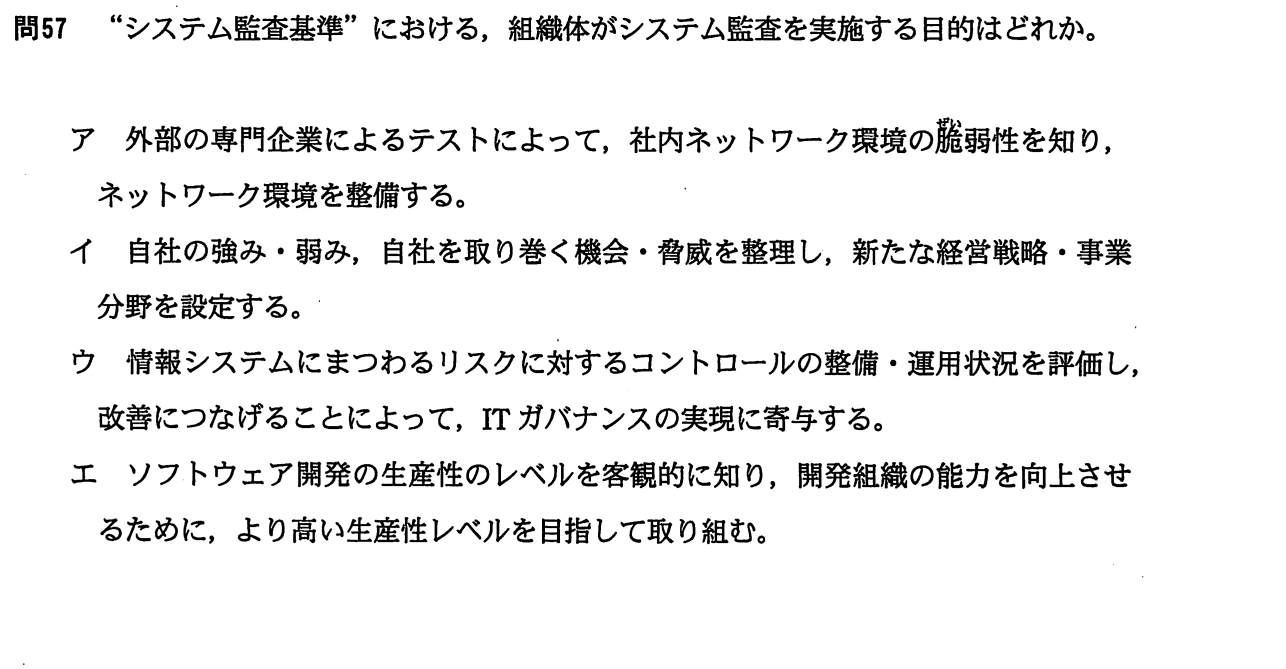 問57 “システム監査基準”における，組織体がシステム監査を実施する目的はどれか。
ア 外部の専門企業によるテストによって，社内ネットワーク環境の脆弱性を知り，
ぜい
ネットワーク環境を整備する。
イ 自社の強み・弱み，自社を取り巻く機会・脅威を整理し，新たな経営戦略・事業
分野を設定する。
ウ 情報システムにまつわるリスクに対するコントロールの整備・運用状況を評価し，
改善につなげることによって，IT ガバナンスの実現に寄与する。
エ ソフトウェア開発の生産性のレベルを客観的に知り，開発組織の能力を向上させ
るために，より高い生産性レベルを目指して取り組む。